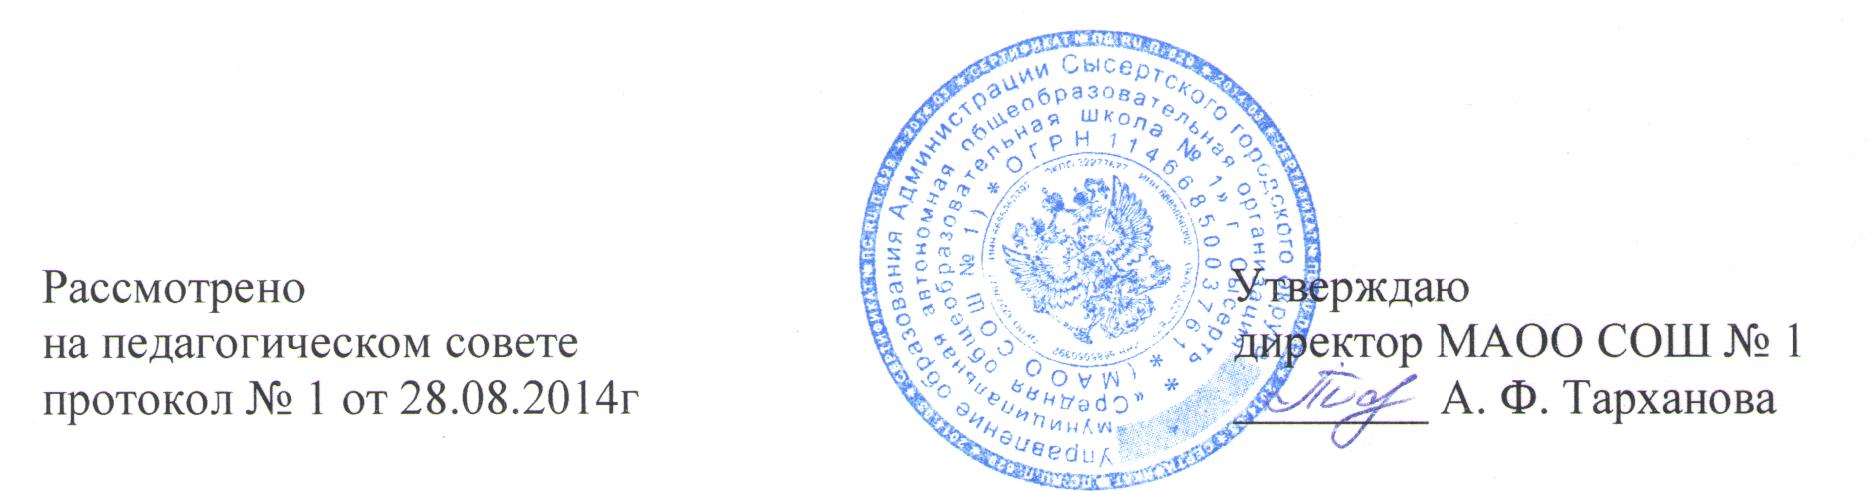 Рассмотрено
на педагогическом совете
протокол № 1 от 28.08.2014г
Управление образования Администрации Сысертского городского округа
муниципальная автономная общеобразовательная организация
«Средняя общеобразовательная школа № 1» г. Сысерть *
(МАОО СОШ № 1) * ОГРН 1146685003761 *
Утверждаю
директор МАОО СОШ № 1
А. Ф. Тарханова